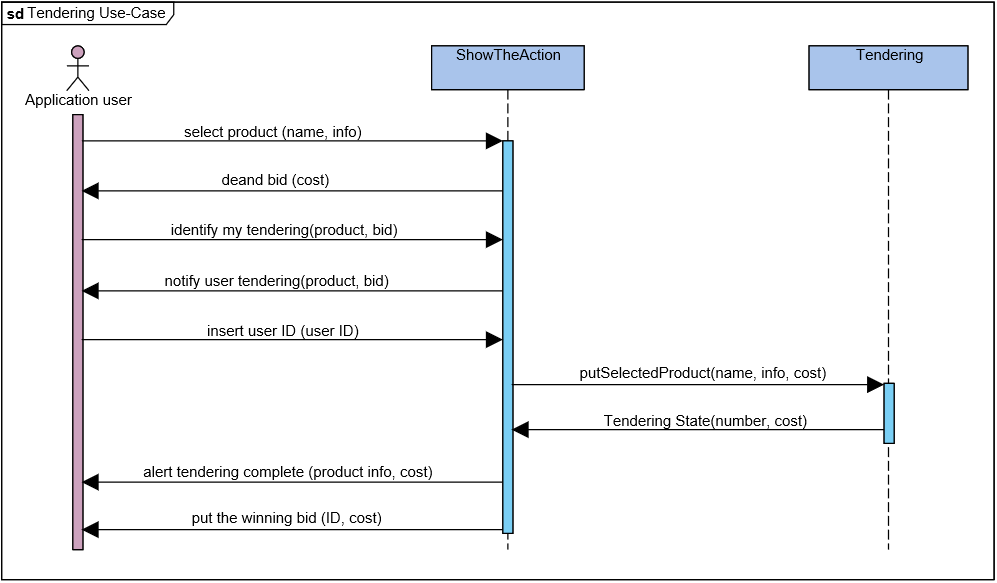 sd Tendering Use-Case
Application user
ShowTheAction
Tendering
select product (name, info)
deand bid (cost)
identify my tendering(product, bid)
notify user tendering(product, bid)
insert user ID (user ID)
putSelectedProduct(name, info, cost)
Tendering State(number, cost)
alert tendering complete (product info, cost)
put the winning bid (ID, cost)